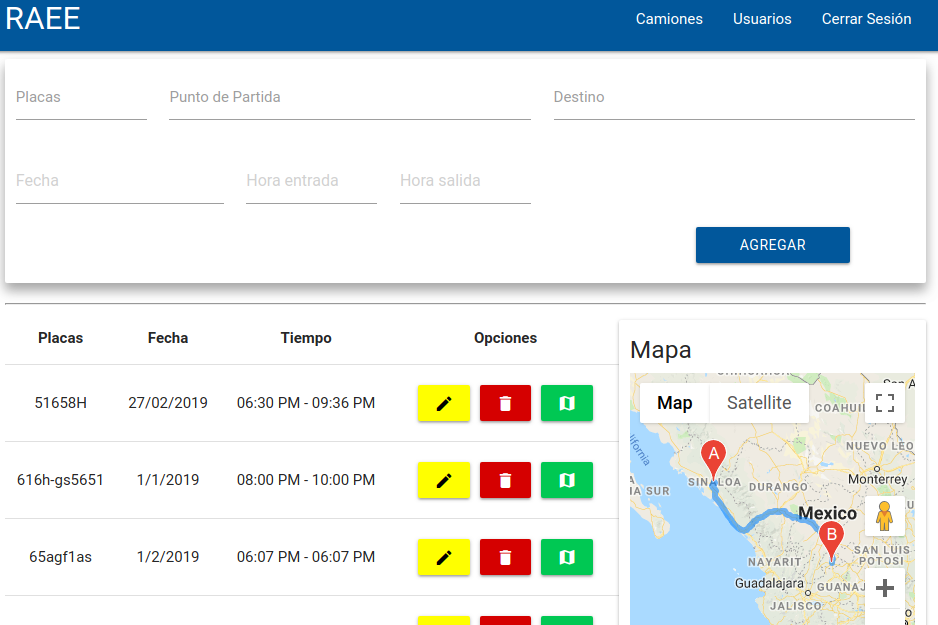 RAEE
Camiones Usuarios Cerrar Sesión
Placas Punto de Partida Destino
Fecha Hora entrada Hora salida
AGREGAR
Placas Fecha Tiempo Opciones
51658H 27/02/2019 06:30 PM - 09:36 PM
616h-gs5651 1/1/2019 08:00 PM - 10:00 PM
65agf1as 1/2/2019 06:07 PM - 06:07 PM
Mapa
Map Satellite
COAHUI
NUEVO LEO
Monterrey
A
SINALOA
DURANGO
IA SUR
Mexico
B
SAN LUIS
POTOSI
NAYARIT
Guadalajara
GUANAJ
JALISCO